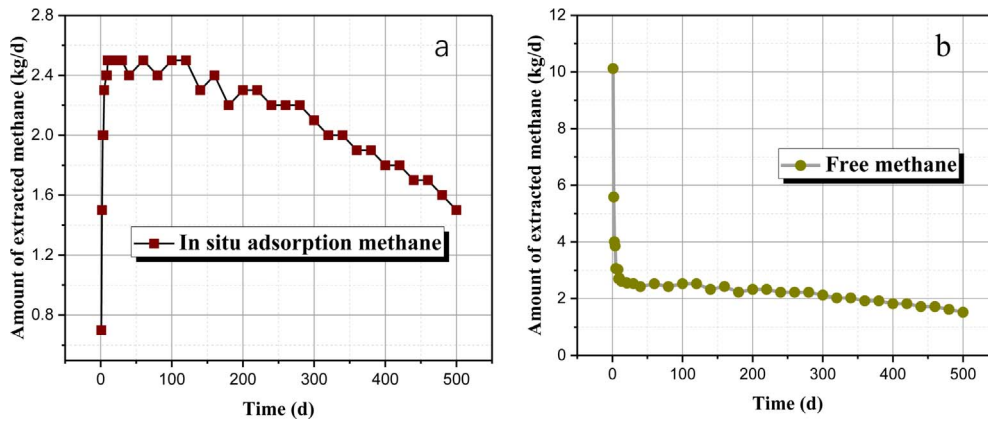 a
Amount of extracted methane (kg/d)
2.8
2.4
2.0
1.6
1.2
0.8
In situ adsorption methane
0 100 200 300 400 500
Time (d)
b
Amount of extracted methane (kg/d)
12
10
8
6
4
2
0
Free methane
0 100 200 300 400 500
Time (d)